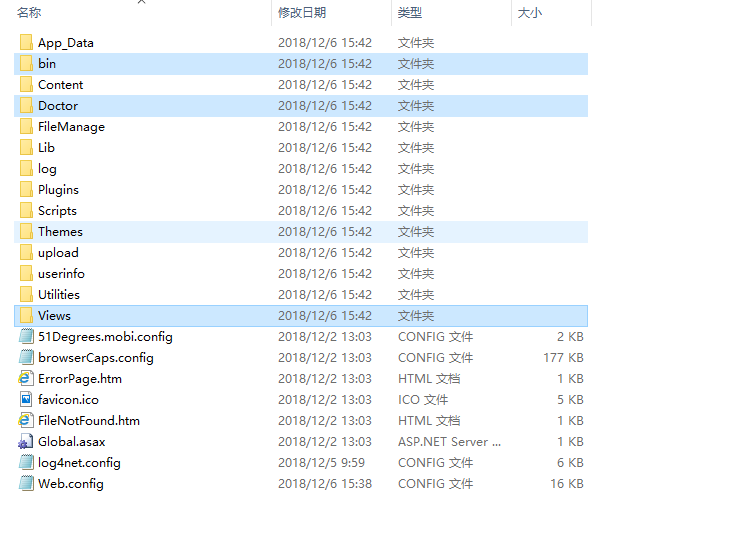 名称 修改日期 类型 大小
App_Data 2018/12/6 15:42 文件夹
bin 2018/12/6 15:42 文件夹
Content 2018/12/6 15:42 文件夹
Doctor 2018/12/6 15:42 文件夹
FileManage 2018/12/6 15:42 文件夹
Lib 2018/12/6 15:42 文件夹
log 2018/12/6 15:42 文件夹
Plugins 2018/12/6 15:42 文件夹
Scripts 2018/12/6 15:42 文件夹
Themes 2018/12/6 15:42 文件夹
upload 2018/12/6 15:42 文件夹
userinfo 2018/12/6 15:42 文件夹
Utilities 2018/12/6 15:42 文件夹
Views 2018/12/6 15:42 文件夹
51Degrees.mobi.config 2018/12/2 13:03 CONFIG 文件 2 KB
browserCaps.config 2018/12/2 13:03 CONFIG 文件 177 KB
ErrorPage.htm 2018/12/2 13:03 HTML 文档 1 KB
favicon.ico 2018/12/2 13:03 ICO 文件 5 KB
FileNotFound.htm 2018/12/2 13:03 HTML 文档 1 KB
Global.asax 2018/12/2 13:03 ASP.NET Server ... 1 KB
log4net.config 2018/12/5 9:59 CONFIG 文件 6 KB
Web.config 2018/12/6 15:38 CONFIG 文件 16 KB